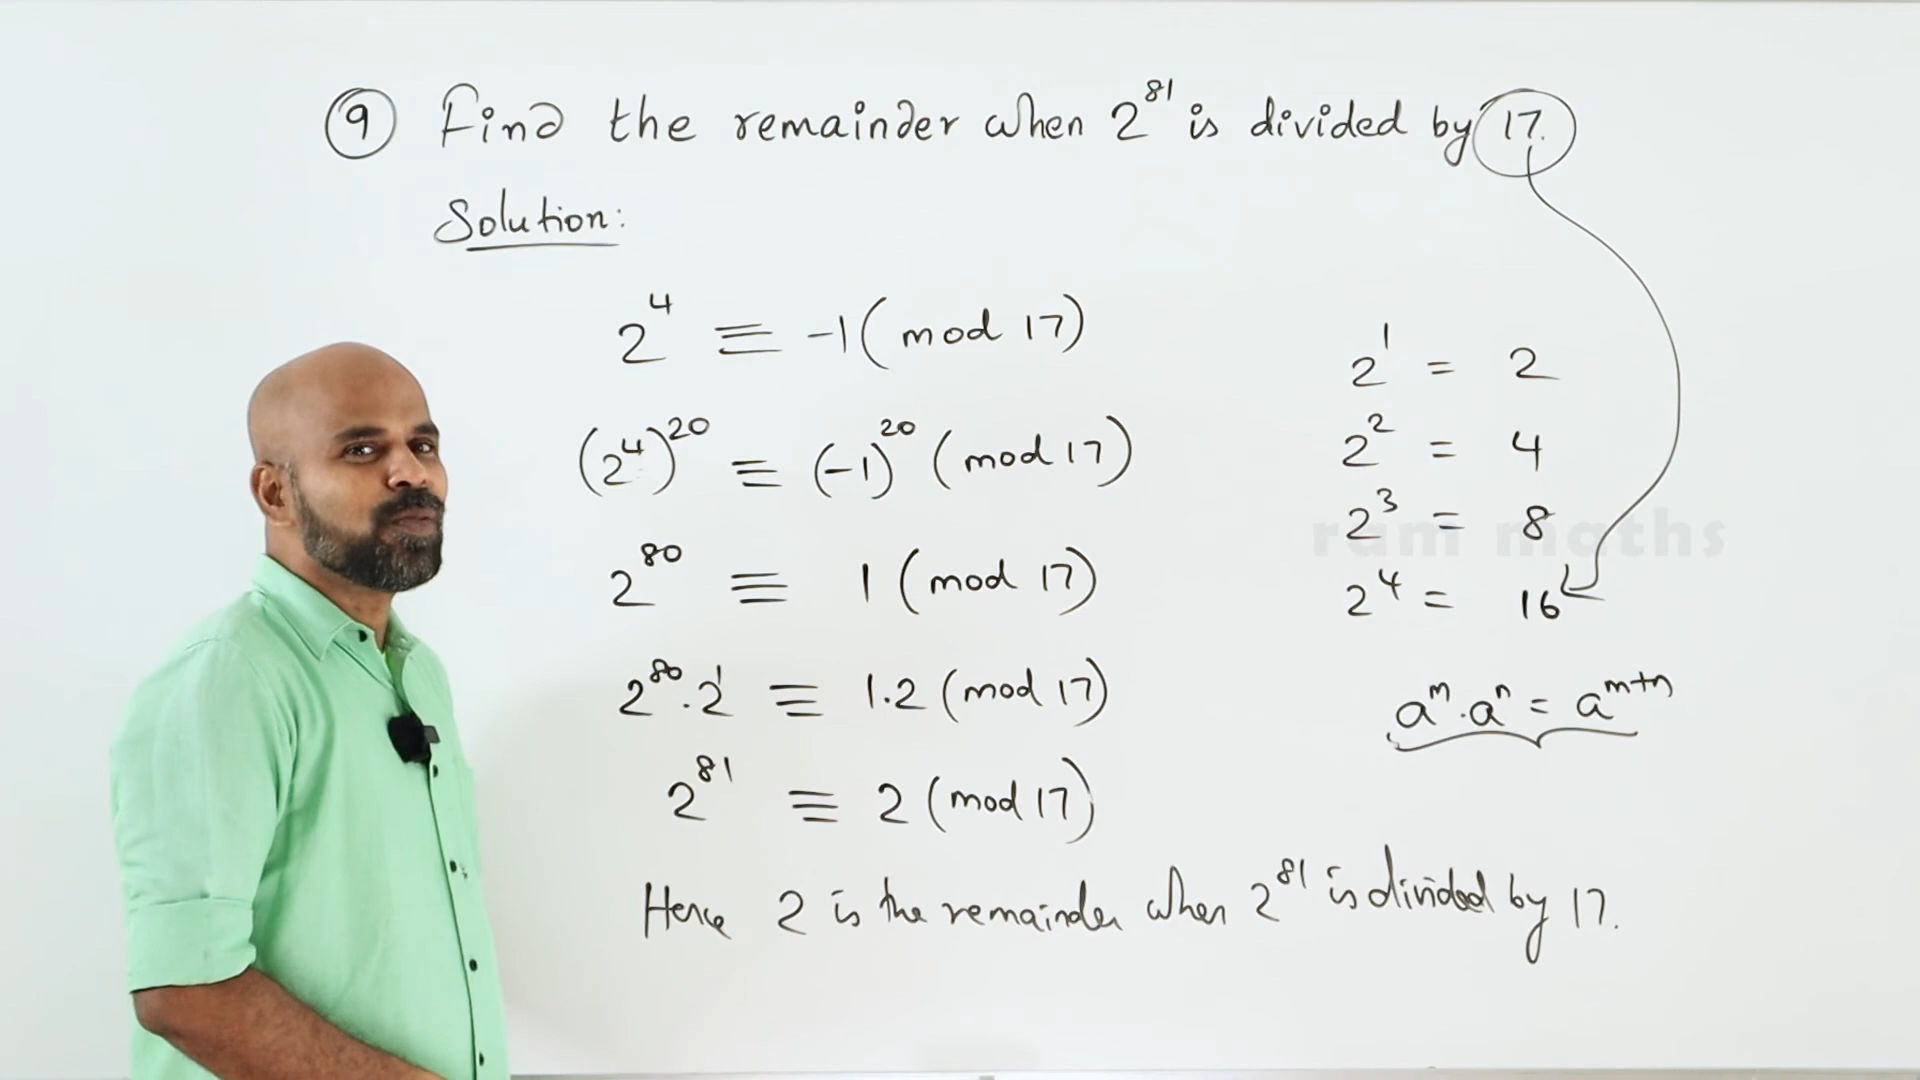 9 Find the remainder when 2^81 is divided by 17.
Solution:
2^4 ≡ -1 (mod 17)
(2^4)^20 ≡ (-1)^20 (mod 17)
2^80 ≡ 1 (mod 17)
2^80 . 2^1 ≡ 1.2 (mod 17)
2^81 ≡ 2 (mod 17)
2^1 = 2
2^2 = 4
2^3 = 8
2^4 = 16
a^m . a^n = a^m+n
Hence 2 is the remainder when 2^81 is divided by 17.
ram maths